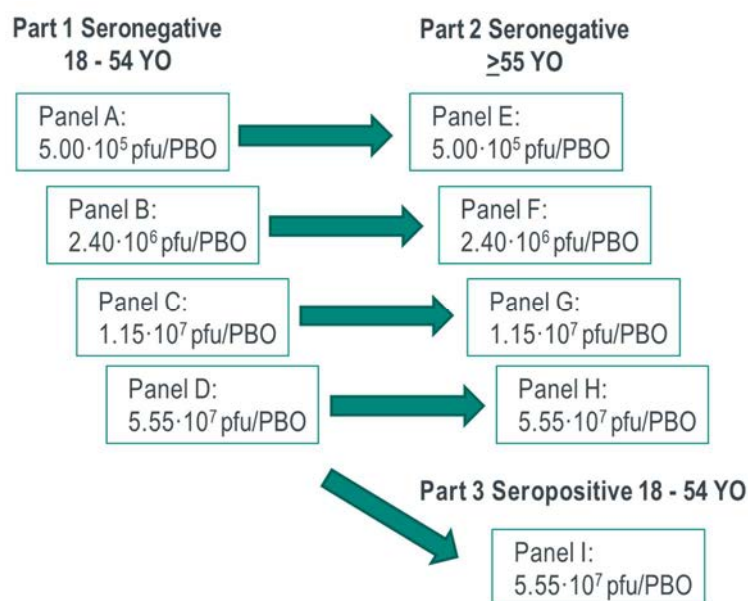 Part 1 Seronegative
18 - 54 YO
Part 2 Seronegative
≥55 YO
Panel A:
5.00·10⁵ pfu/PBO
Panel E:
5.00·10⁵ pfu/PBO
Panel B:
2.40·10⁶ pfu/PBO
Panel F:
2.40·10⁶ pfu/PBO
Panel C:
1.15·10⁷ pfu/PBO
Panel G:
1.15·10⁷ pfu/PBO
Panel D:
5.55·10⁷ pfu/PBO
Panel H:
5.55·10⁷ pfu/PBO
Part 3 Seropositive 18 - 54 YO
Panel I:
5.55·10⁷ pfu/PBO